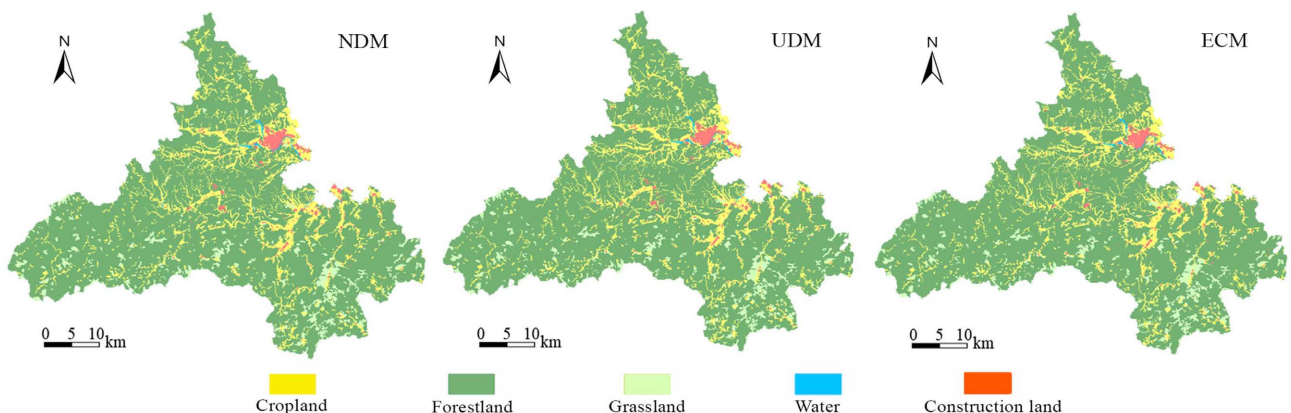 N
NDM
N
UDM
N
ECM
0 5 10 km
0 5 10 km
0 5 10 km
Cropland
Forestland
Grassland
Water
Construction land